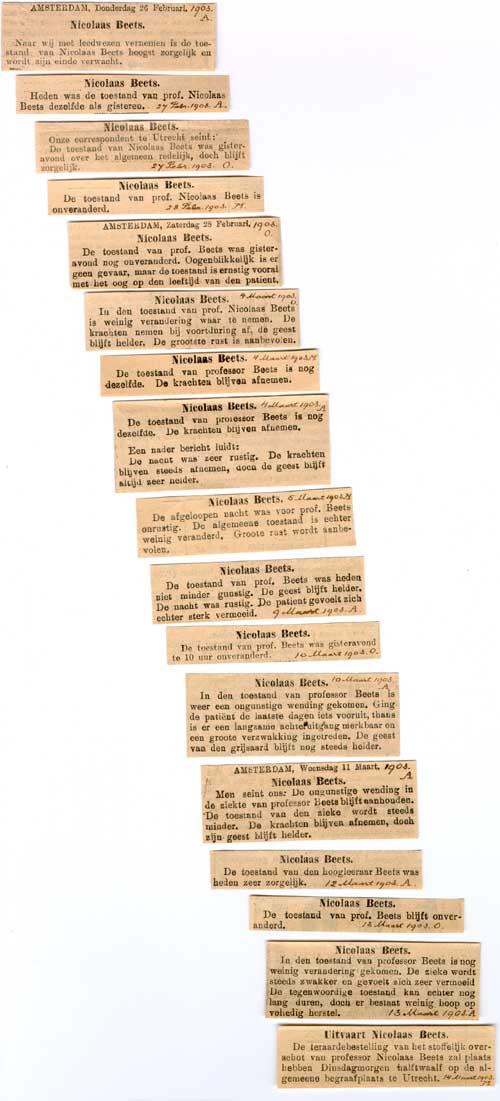 AMSTERDAM, Donderdag 26 Februari. 1903.
A.
Nicolaas Beets.
Naar wij met leedwezen vernemen is de toe-
stand van Nicolaas Beets hoogst zorgelijk en
wordt zijn einde verwacht.
Nicolaas Beets.
Heden was de toestand van prof. Nicolaas
Beets dezelfde als gisteren. 27 Febr. 1903. A.
Nicolaas Beets.
Onze correspondent te Utrecht seint:
De toestand van Nicolaas Beets was gister-
avond over het algemeen redelijk, doch blijft
zorgelijk. 27 Febr. 1903. O.
Nicolaas Beets.
De toestand van prof. Nicolaas Beets is
onveranderd. 28 Febr. 1903. M.
AMSTERDAM, Zaterdag 28 Februari. 1903.
O.
Nicolaas Beets.
De toestand van prof. Beets was gister-
avond nog onveranderd. Oogenblikkelijk is er
geen gevaar, maar de toestand is ernstig vooral
met het oog op den leeftijd van den patient.
Nicolaas Beets. 4 Maart 1903.
O.
In den toestand van prof. Nicolaas Beets
is weinig verandering waar te nemen. De
krachten nemen bij voortduring af, de geest
blijft helder. De grootste rust is aanbevolen.
Nicolaas Beets. 4 Maart 1903. M
De toestand van professor Beets is nog
dezelfde. De krachten blijven afnemen.
Nicolaas Beets. 4 Maart 1903.
A
De toestand van professor Beets is nog
dezelfde. De krachten blijven afnemen.
Een nader bericht luidt:
De nacht was zeer rustig. De krachten
blijven steeds afnemen, doch de geest blijft
altijd zeer helder.
Nicolaas Beets. 5 Maart 1903. M
De afgeloopen nacht was voor prof. Beets
onrustig. De algemeene toestand is echter
weinig veranderd. Groote rust wordt aanbe-
volen.
Nicolaas Beets.
De toestand van prof. Beets was heden
niet minder gunstig. De geest blijft helder.
De nacht was rustig. De patient gevoelt zich
echter sterk vermoeid. 9 Maart 1903. A.
Nicolaas Beets.
De toestand van prof. Beets was gisteravond
te 10 uur onveranderd. 10 Maart 1903. O.
Nicolaas Beets. 10 Maart 1903.
A.
In den toestand van professor Beets is
weer een ongunstige wending gekomen. Ging
de patiënt de laatste dagen iets vooruit, thans
is er een langsame achteruitgang merkbaar en
een groote verzwakking ingetreden. De geest
van den grijsaard blijft nog steeds helder.
AMSTERDAM, Woensdag 11 Maart. 1903.
A
Nicolaas Beets.
Men seint ons: De ongunstige wending in
de ziekte van professor Beets blijft aanhouden.
De toestand van den zieke wordt steeds
minder. De krachten blijven afnemen, doch
zijn geest blijft helder.
Nicolaas Beets.
De toestand van den hoogleeraar Beets was
heden zeer zorgelijk. 12 Maart 1903. A.
Nicolaas Beets.
De toestand van prof. Beets blijft onver-
anderd. 12 Maart 1903. O.
Nicolaas Beets.
In den toestand van professor Beets is nog
weinig verandering gekomen. De zieke wordt
steeds zwakker en gevoelt zich zeer vermoeid
De tegenwoordige toestand kan echter nog
lang duren, doch er bestaat weinig hoop op
volledig herstel. 13 Maart 1903. A
Uitvaart Nicolaas Beets.
De teraardebestelling van het stoffelijk over-
schot van professor Nicolaas Beets zal plaats
hebben Dinsdagmorgen halftwaalf op de al-
gemeene begraafplaats te Utrecht. 14 Maart 1903.
M.